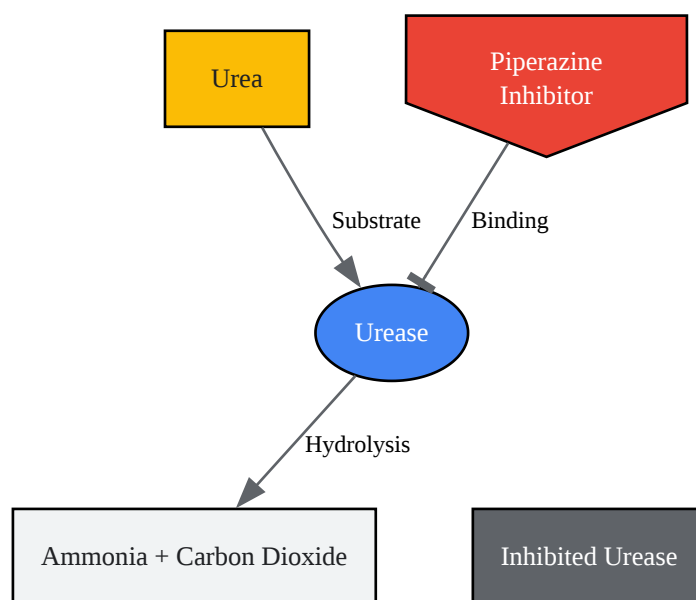 Urea
Piperazine
Inhibitor
Substrate
Binding
Urease
Hydrolysis
Ammonia + Carbon Dioxide
Inhibited Urease